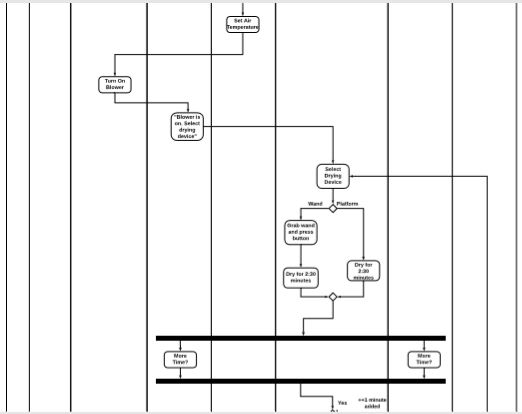 Set Air
Temperature
Turn On
Blower
"Blower is
on. Select
drying
device"
Select
Drying
Device
Wand
Platform
Grab wand
and press
button
Dry for 2:30
minutes
Dry for
2:30
minutes
More
Time?
More
Time?
Yes
+=1 minute
added